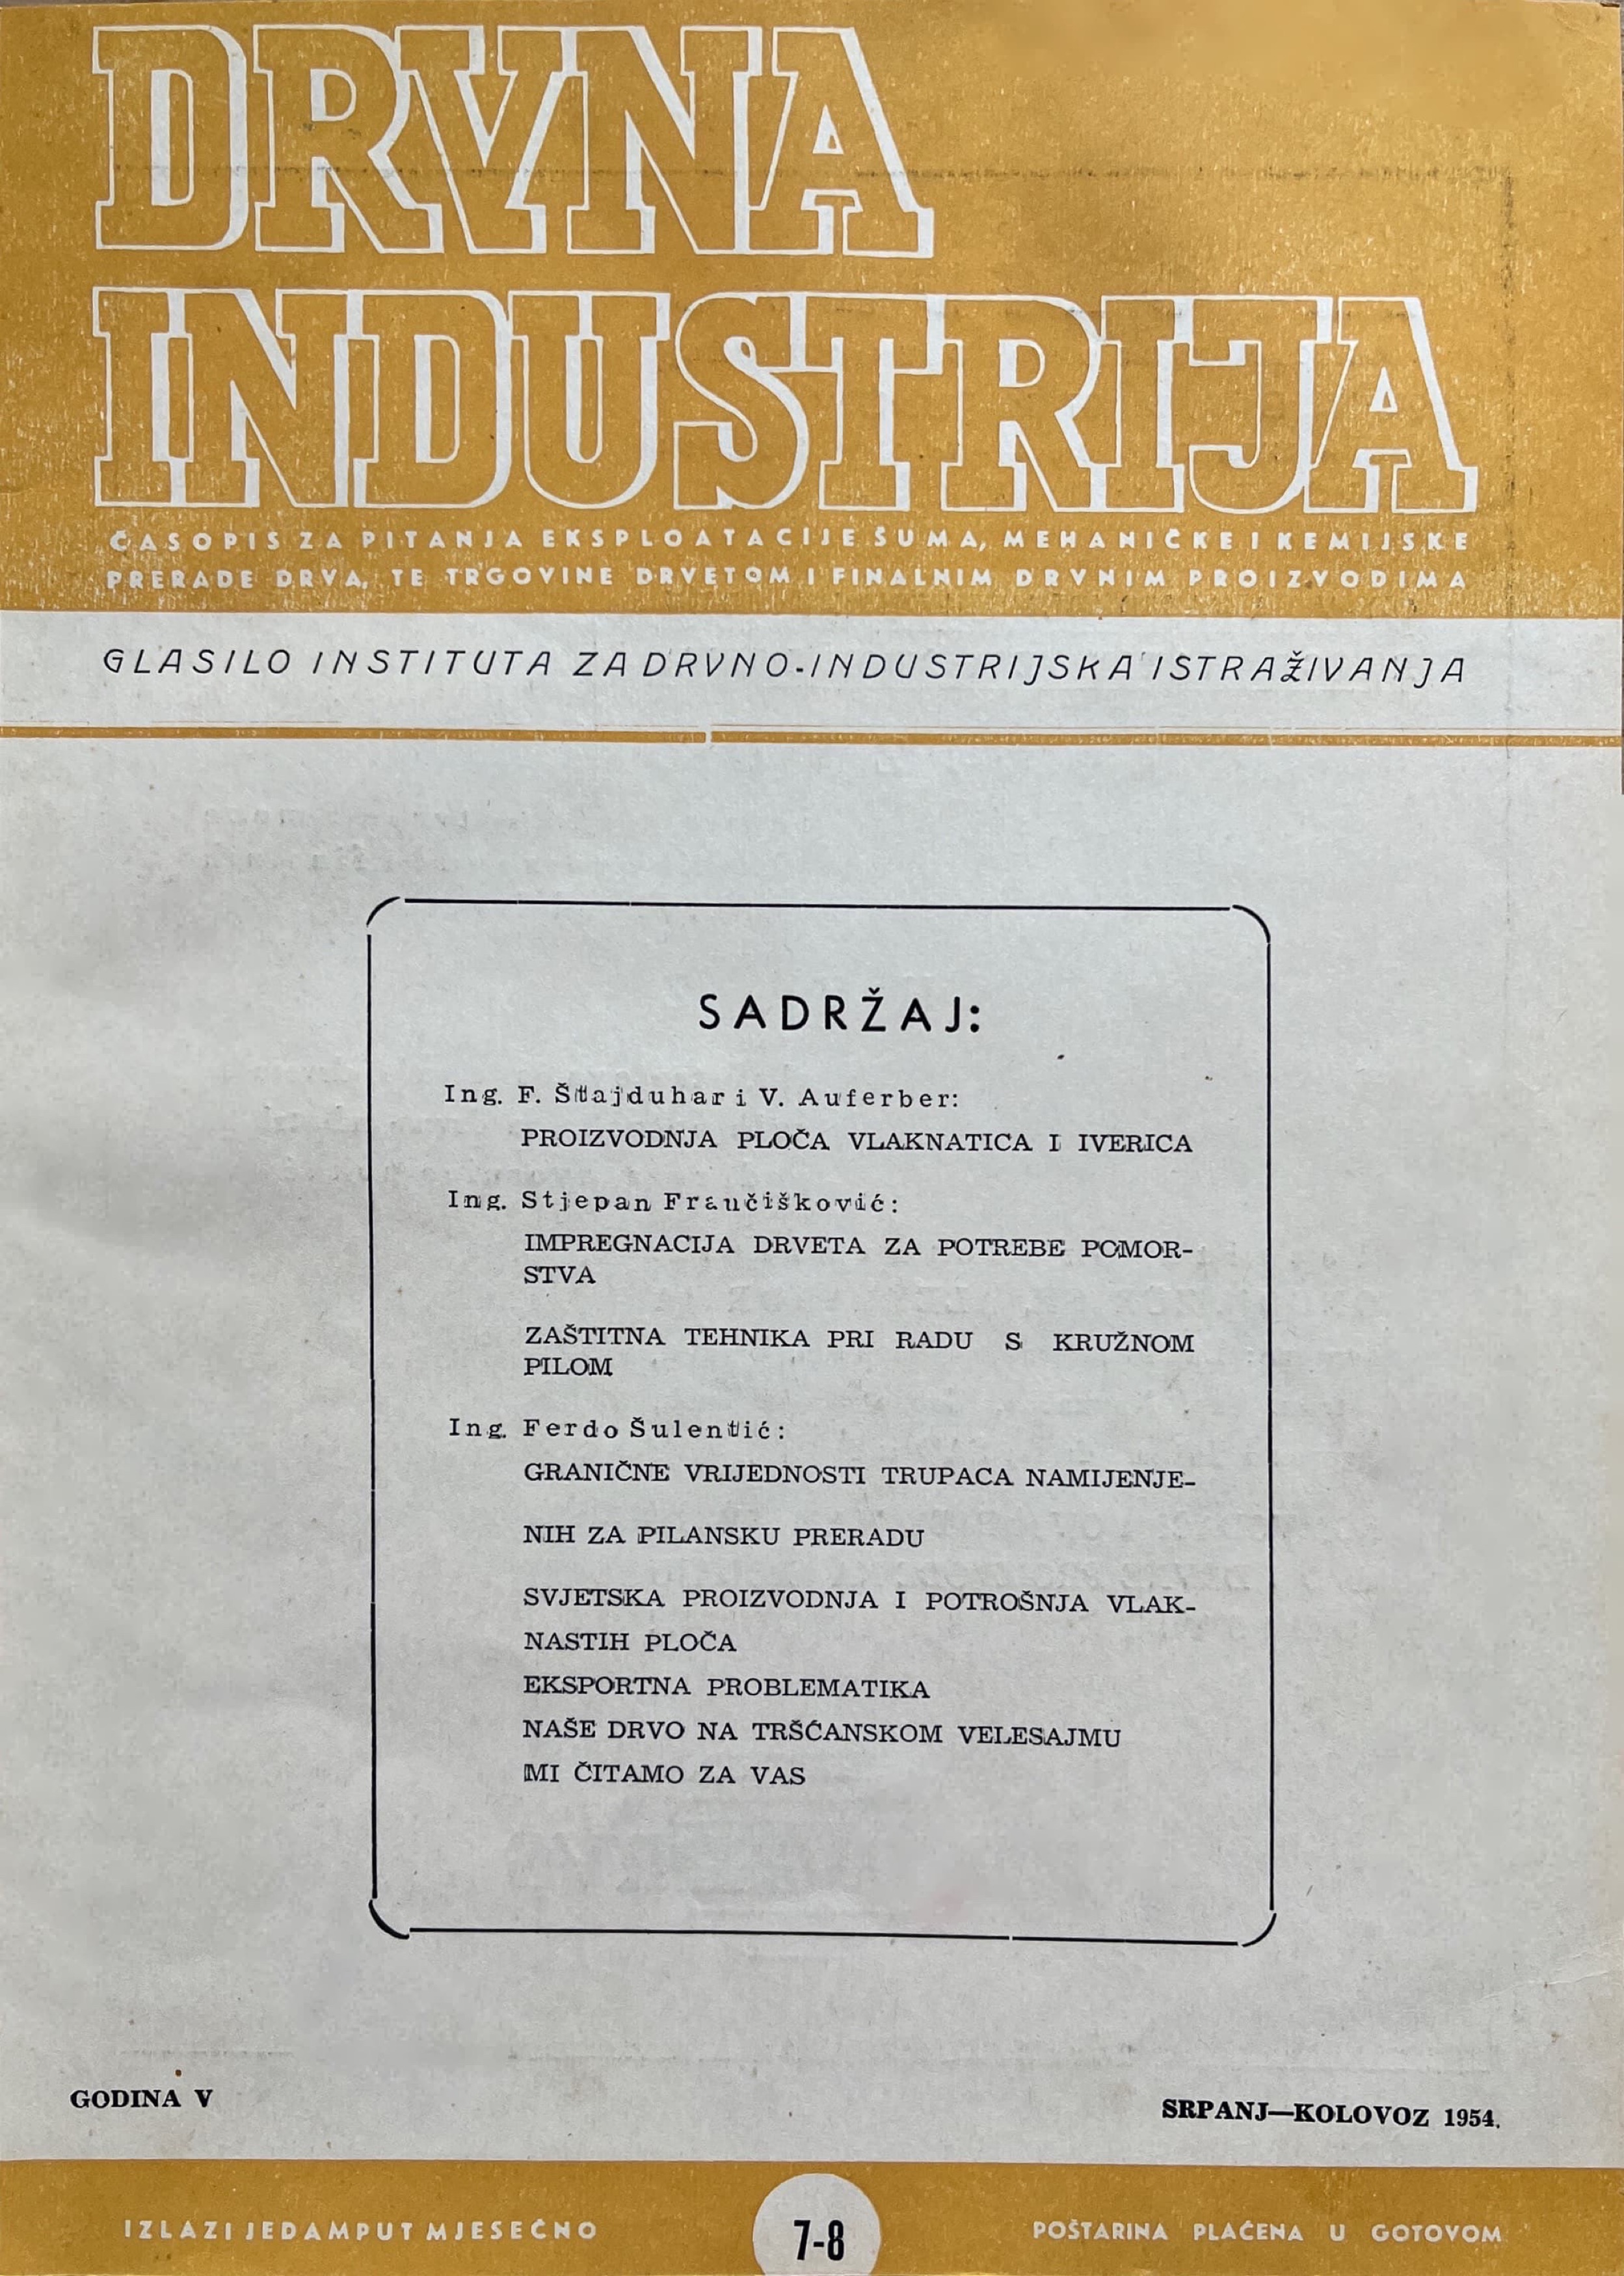 DRVNA
INDUSTRIJA
ČASOPIS ZA PITANJA EKSPLOATACIJE ŠUMA, MEHANIČKE I KEMIJSKE
PRERADE DRVA, TE TRGOVINE DRVETOM I FINALNIM DRVNIM PROIZVODIMA
GLASILO INSTITUTA ZA DRVNO-INDUSTRIJSKA ISTRAŽIVANJA
SADRŽAJ:
Ing. F. Štajduhar i V. Auferber:
PROIZVODNJA PLOČA VLAKNATICA I IVERICA
Ing. Stjepan Fraučišković:
IMPREGNACIJA DRVETA ZA POTREBE POMOR-
STVA
ZAŠTITNA TEHNIKA PRI RADU S KRUŽNOM
PILOM
Ing. Ferdo Šulentić:
GRANIČNE VRIJEDNOSTI TRUPACA NAMIJENJE-
NIH ZA PILANSKU PRERADU
SVJETSKA PROIZVODNJA I POTROŠNJA VLAK-
NASTIH PLOČA
EKSPORTNA PROBLEMATIKA
NAŠE DRVO NA TRŠĆANSKOM VELESAJMU
MI ČITAMO ZA VAS
GODINA V
SRPANJ—KOLOVOZ 1954.
IZLAZI JEDAMPUT MJESEČNO
7-8
POŠTARINA PLAĆENA U GOTOVOM